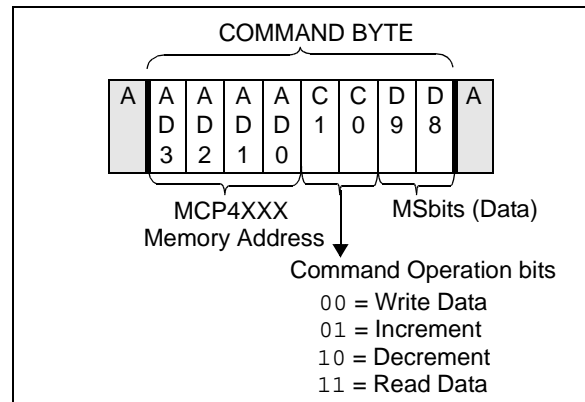 COMMAND BYTE
A A A A A C C D D A
D D D D 1 0 9 8
3 2 1 0
MCP4XXX MSbits (Data)
Memory Address
Command Operation bits
00 = Write Data
01 = Increment
10 = Decrement
11 = Read Data